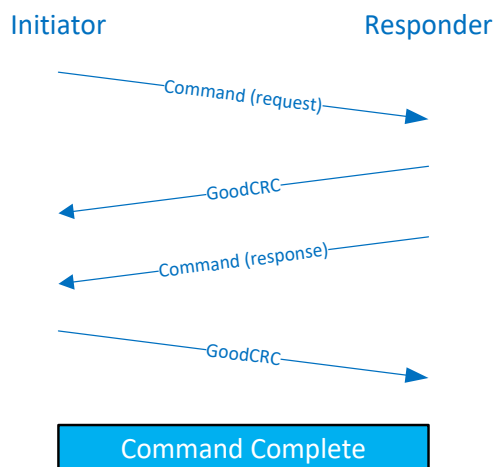 Initiator
Responder
Command (request)
GoodCRC
Command (response)
GoodCRC
Command Complete